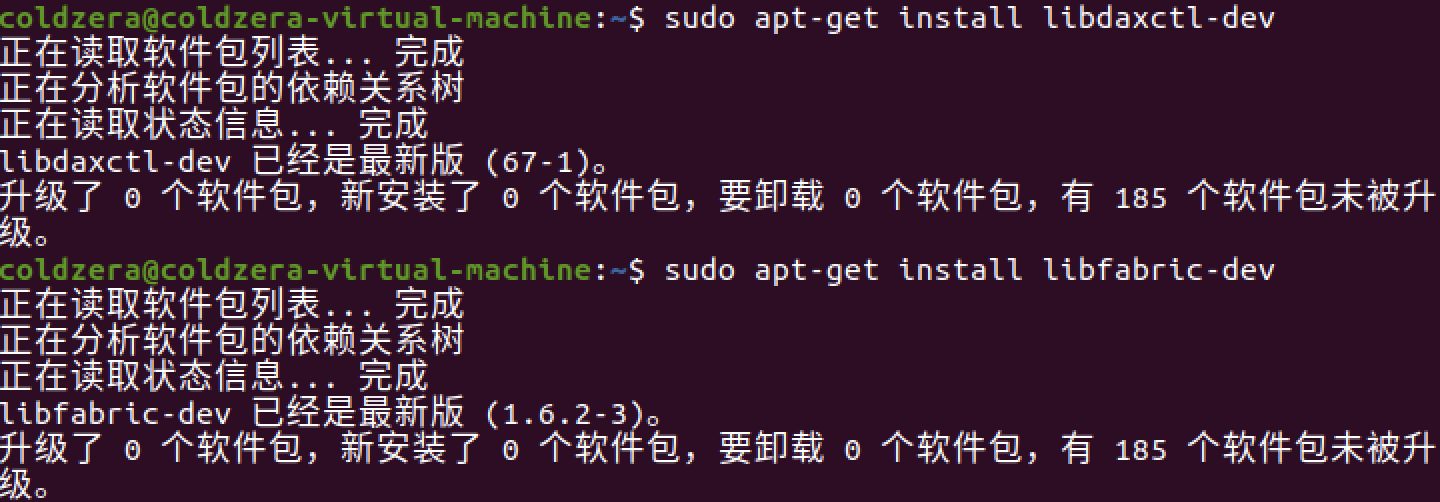 coldzera@coldzera-virtual-machine:~$ sudo apt-get install libdaxctl-dev
正在读取软件包列表... 完成
正在分析软件包的依赖关系树
正在读取状态信息... 完成
libdaxctl-dev 已经是最新版 (67-1)。
升级了 0 个软件包，新安装了 0 个软件包，要卸载 0 个软件包，有 185 个软件包未被升
级。
coldzera@coldzera-virtual-machine:~$ sudo apt-get install libfabric-dev
正在读取软件包列表... 完成
正在分析软件包的依赖关系树
正在读取状态信息... 完成
libfabric-dev 已经是最新版 (1.6.2-3)。
升级了 0 个软件包，新安装了 0 个软件包，要卸载 0 个软件包，有 185 个软件包未被升
级。